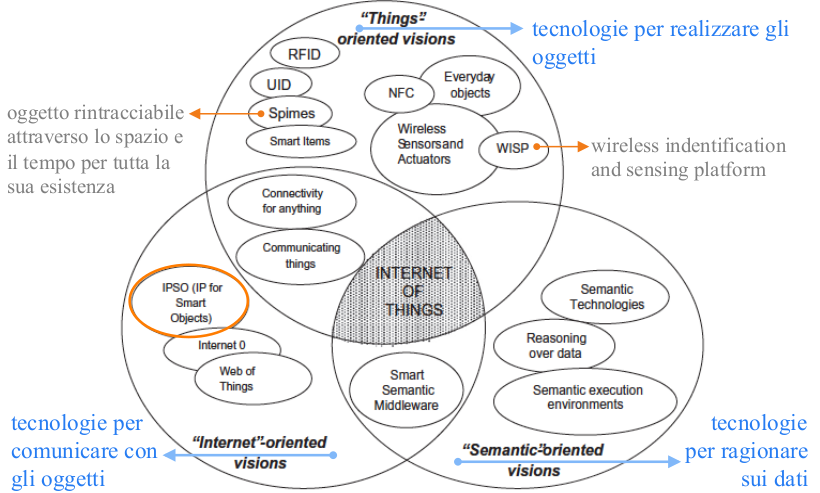 “Things”-
oriented visions
tecnologie per realizzare gli
oggetti
RFID
UID
Spimes
Smart Items
NFC
Everyday
objects
Wireless
Sensors and
Actuators
WISP
oggetto rintracciabile
attraverso lo spazio e
il tempo per tutta la
sua esistenza
wireless indentification
and sensing platform
Connectivity
for anything
Communicating
things
INTERNET
OF
THINGS
IPSO (IP for
Smart
Objects)
Internet 0
Web of
Things
Semantic
Technologies
Reasoning
over data
Semantic execution
environments
Smart
Semantic
Middleware
tecnologie per
comunicare con
gli oggetti
“Internet”-oriented
visions
“Semantic”-oriented
visions
tecnologie
per ragionare
sui dati